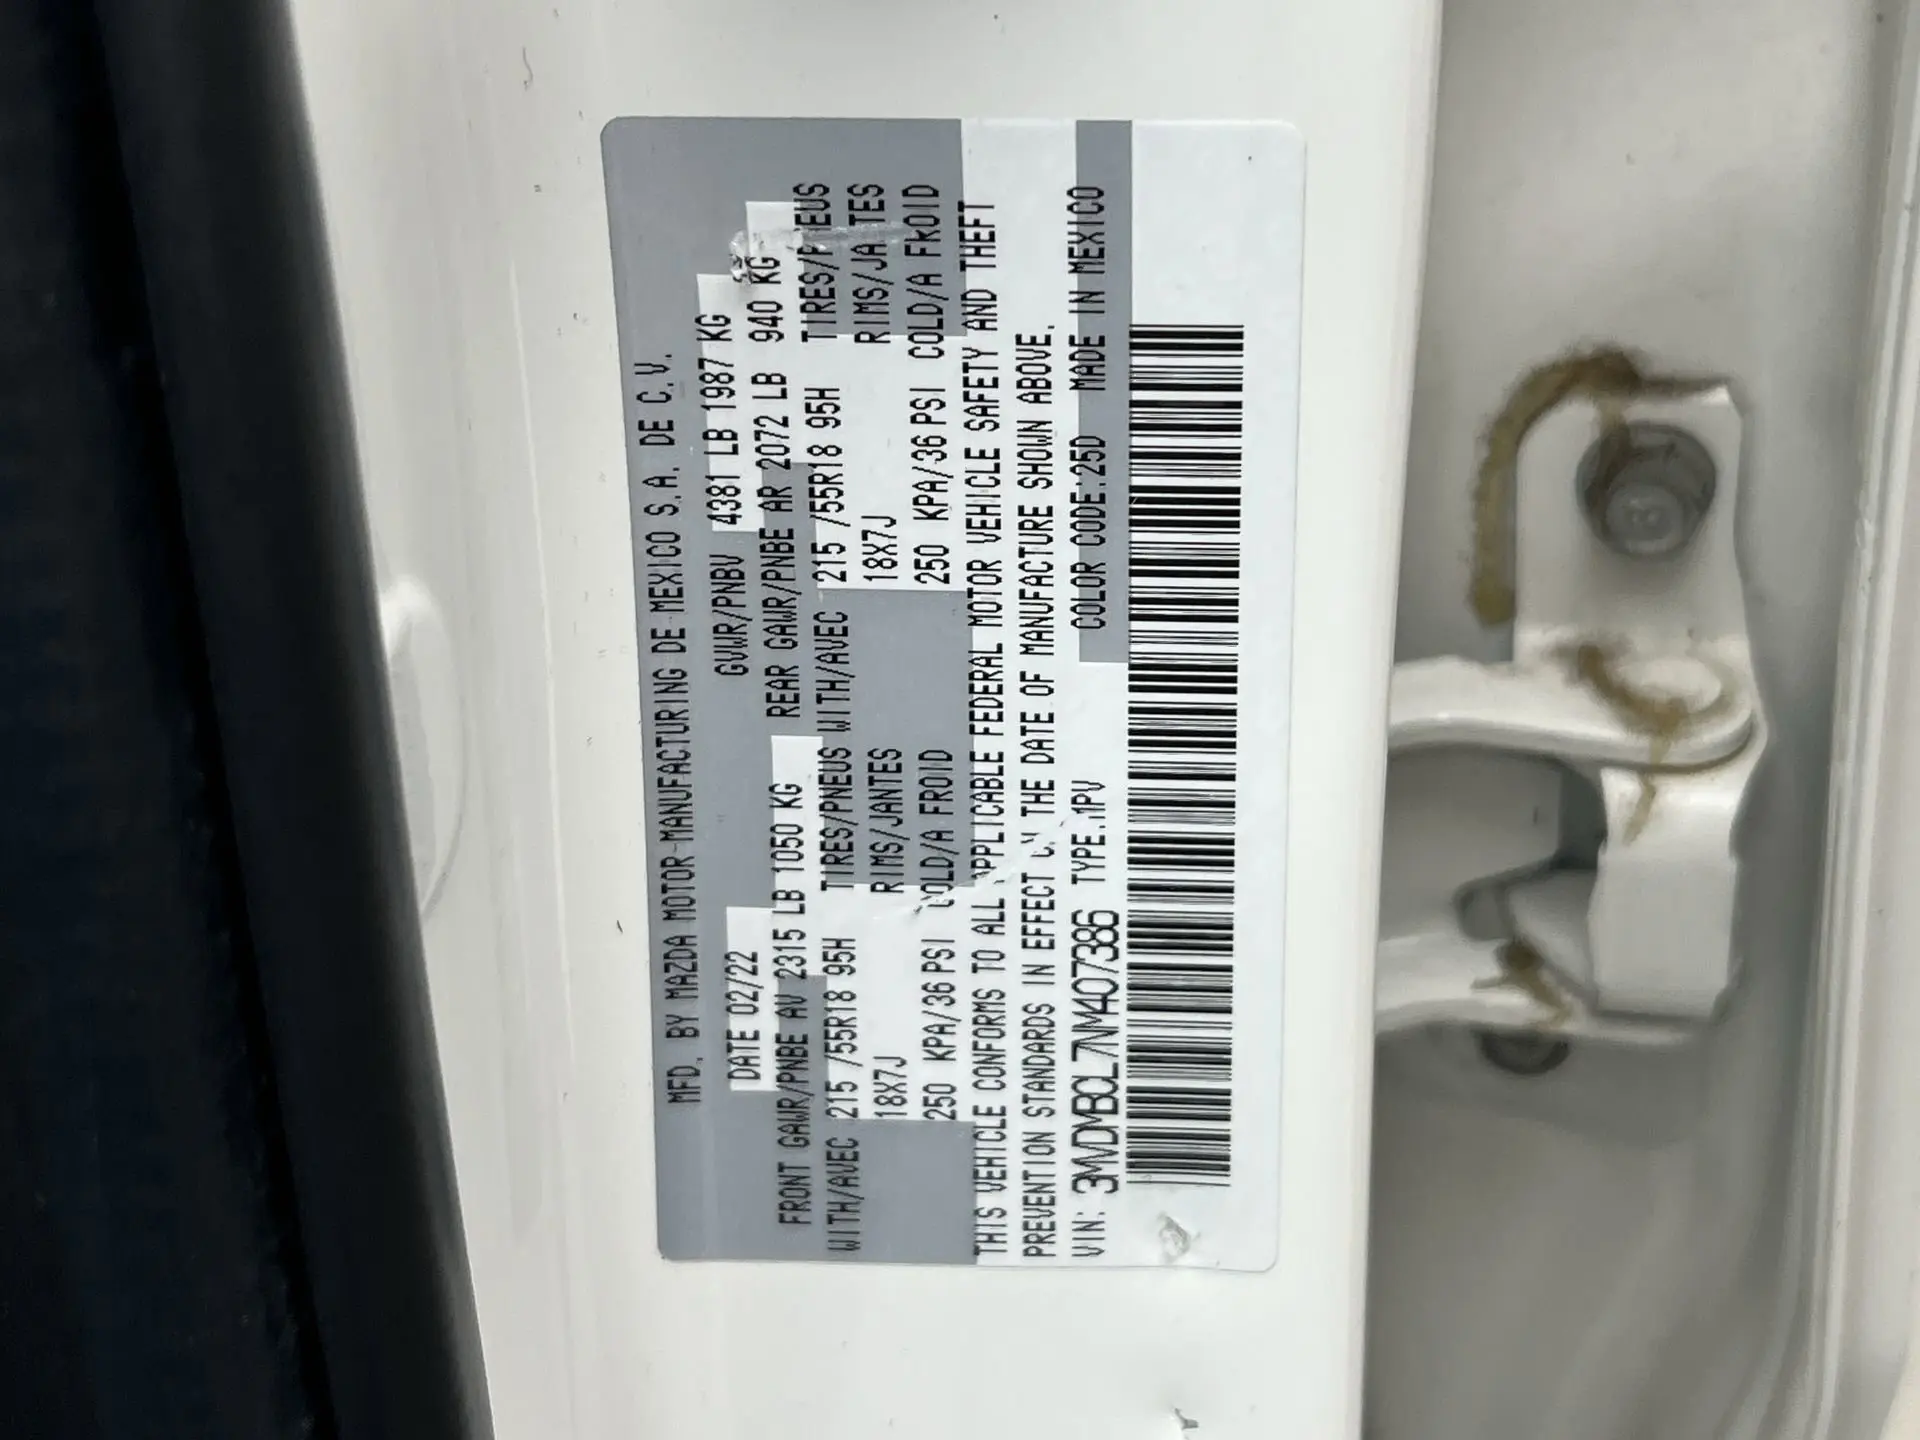 MFD. BY MAZDA MOTOR MANUFACTURING DE MEXICO S.A. DE C.V.
DATE 02/22 GVWR/PNBV 4381 LB 1987 KG
FRONT GAWR/PNBE AV 2315 LB 1050 KG REAR GAWR/PNBE AR 2072 LB 940 KG
WITH/AVEC 215 /55R18 95H TIRES/PNEUS WITH/AVEC 215 /55R18 95H TIRES/PNEUS
18X7J RIMS/JANTES 18X7J RIMS/JANTES
250 KPA/36 PSI COLD/A FROID 250 KPA/36 PSI COLD/A FROID
THIS VEHICLE CONFORMS TO ALL APPLICABLE FEDERAL MOTOR VEHICLE SAFETY AND THEFT
PREVENTION STANDARDS IN EFFECT ON THE DATE OF MANUFACTURE SHOWN ABOVE.
VIN: 3MVDMBCL7NM407386 TYPE:MPV COLOR CODE:25D MADE IN MEXICO